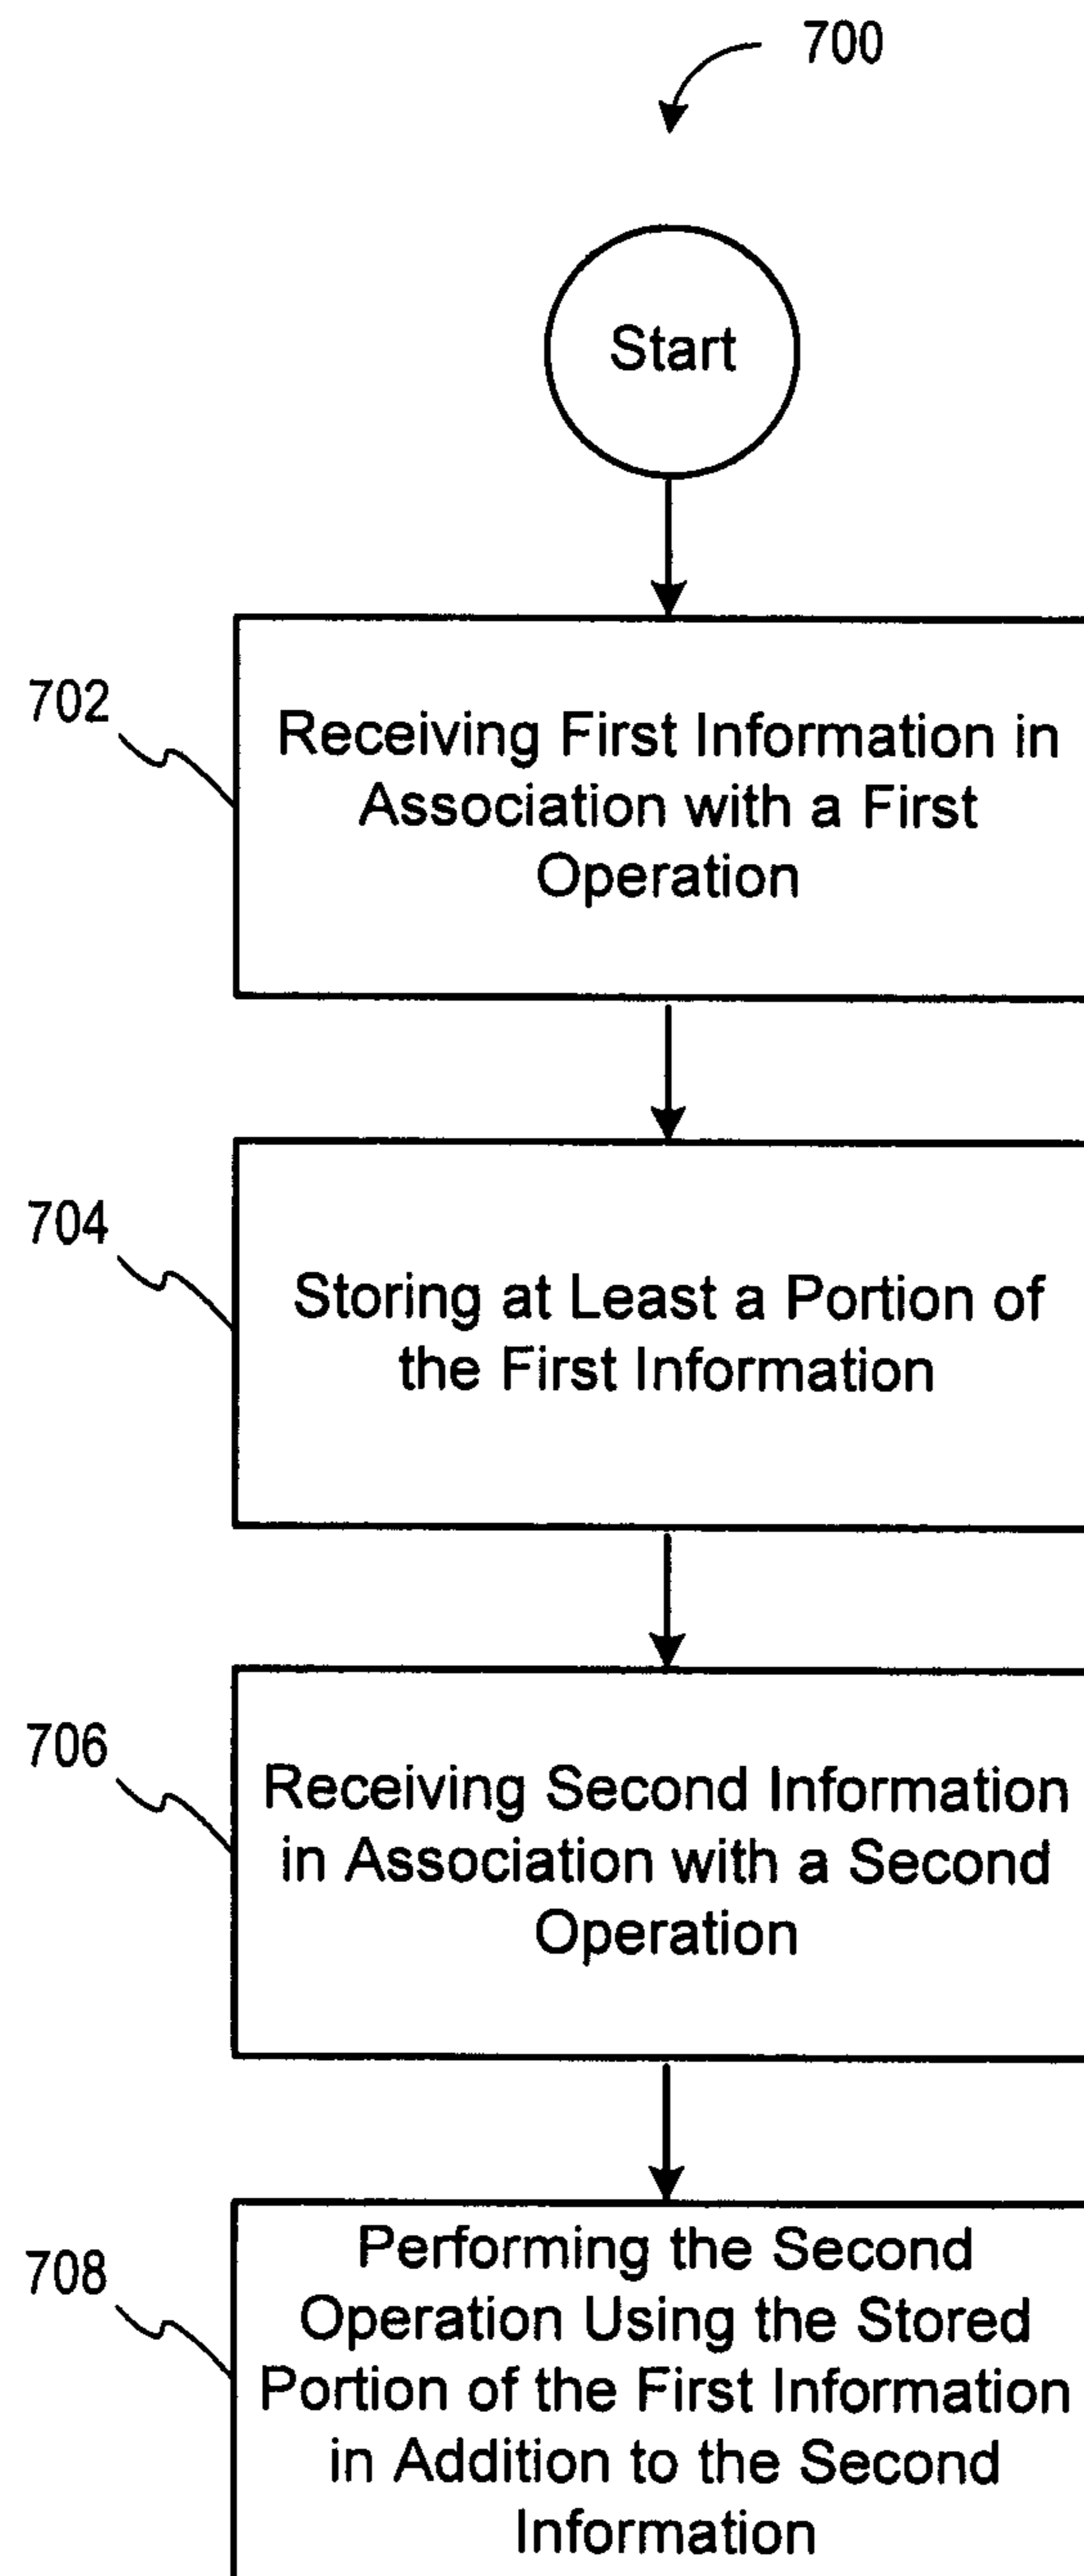 700
Start
702
Receiving First Information in
Association with a First
Operation
704
Storing at Least a Portion of
the First Information
706
Receiving Second Information
in Association with a Second
Operation
708
Performing the Second
Operation Using the Stored
Portion of the First Information
in Addition to the Second
Information